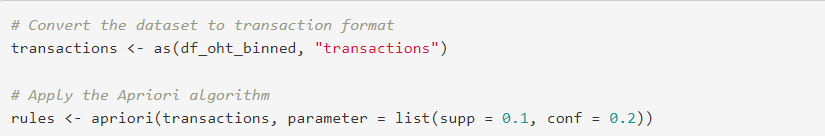 # Convert the dataset to transaction format
transactions <- as(df_oht_binned, "transactions")
# Apply the Apriori algorithm
rules <- apriori(transactions, parameter = list(supp = 0.1, conf = 0.2))